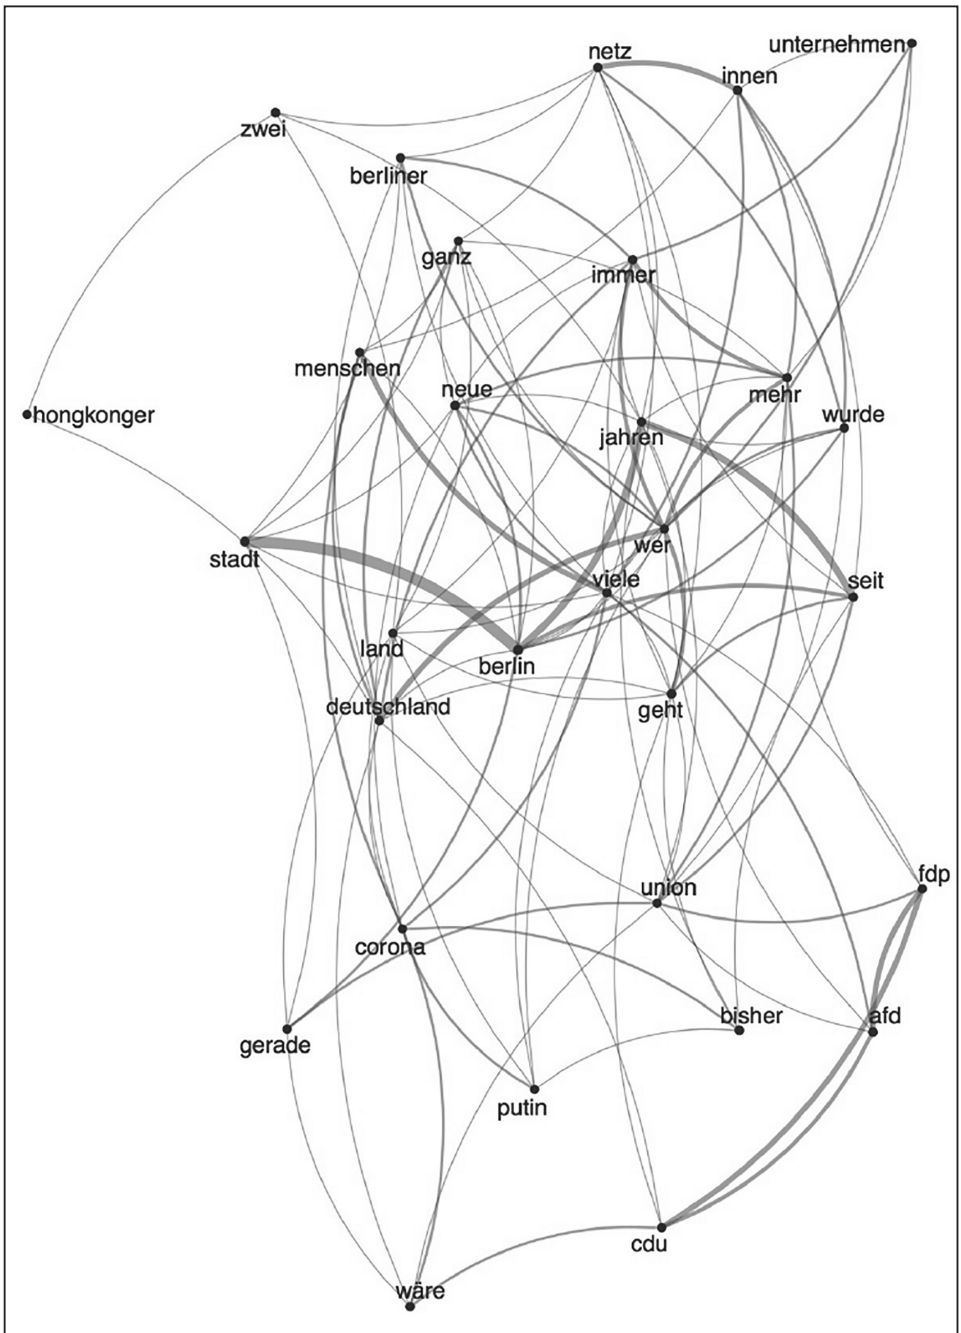 netz
unternehmen
innen
zwei
berliner
ganz
immer
menschen
neue
mehr
hongkonger
jahren
wurde
stadt
wer
viele
seit
land
berlin
deutschland
geht
fdp
union
corona
bisher
afd
gerade
putin
cdu
wäre